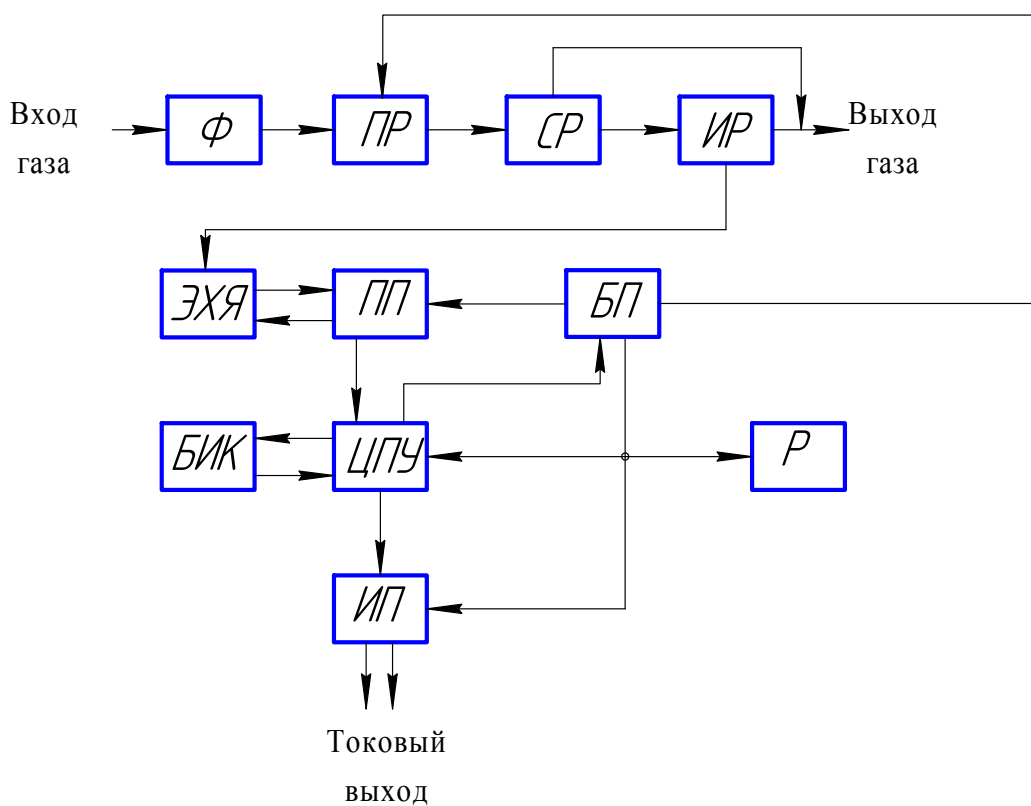 Вход
газа
Ф
ПР
СР
ИР
Выход
газа
ЭХЯ
ПП
БП
БИК
ЦПУ
Р
ИП
Токовый
выход